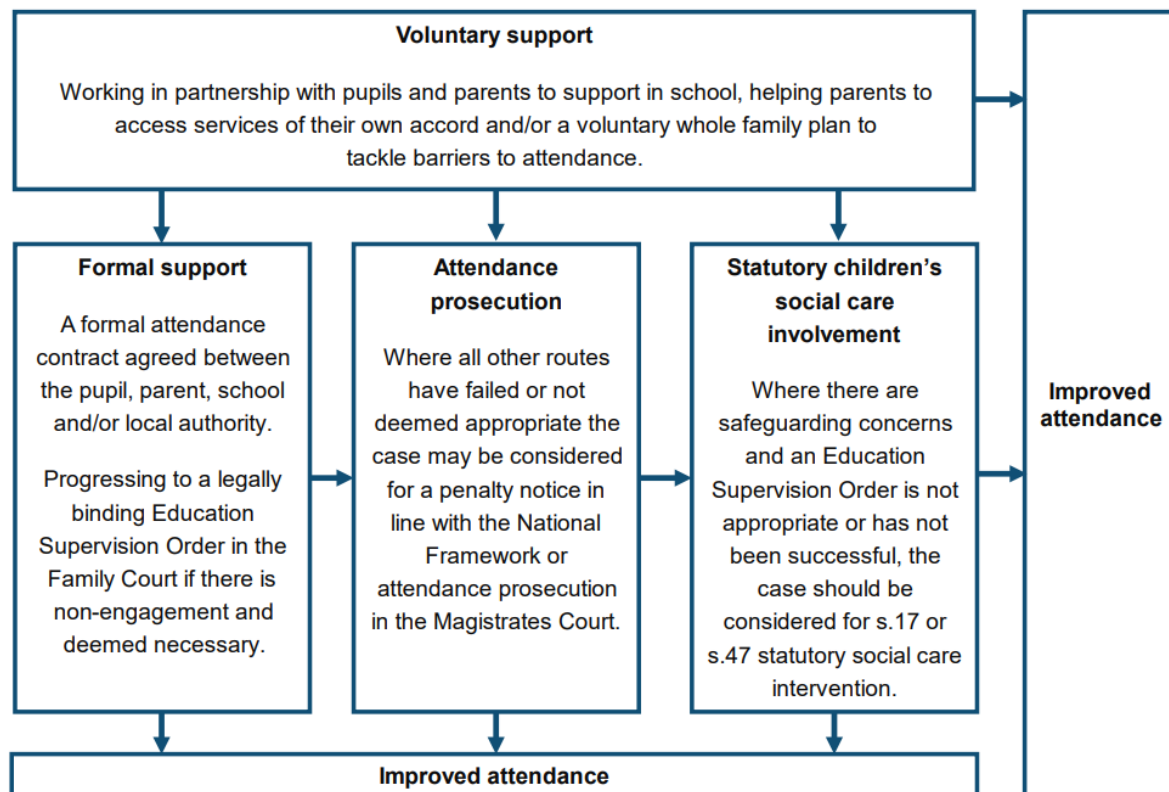 Voluntary support
Working in partnership with pupils and parents to support in school, helping parents to
access services of their own accord and/or a voluntary whole family plan to
tackle barriers to attendance.
Formal support
A formal attendance
contract agreed between
the pupil, parent, school
and/or local authority.
Progressing to a legally
binding Education
Supervision Order in the
Family Court if there is
non-engagement and
deemed necessary.
Attendance
prosecution
Where all other routes
have failed or not
deemed appropriate the
case may be considered
for a penalty notice in
line with the National
Framework or
attendance prosecution
in the Magistrates Court.
Statutory children’s
social care
involvement
Where there are
safeguarding concerns
and an Education
Supervision Order is not
appropriate or has not
been successful, the
case should be
considered for s.17 or
s.47 statutory social care
intervention.
Improved
attendance
Improved attendance